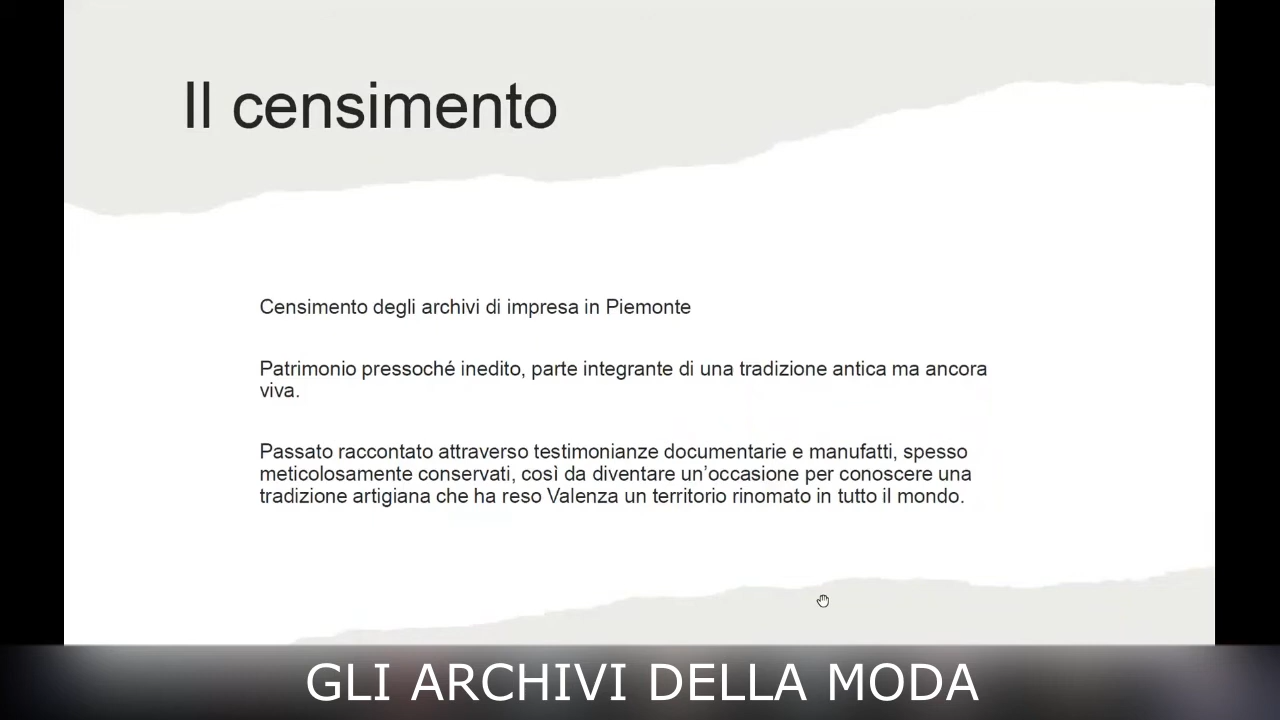 Il censimento
Censimento degli archivi di impresa in Piemonte
Patrimonio pressoché inedito, parte integrante di una tradizione antica ma ancora
viva.
Passato raccontato attraverso testimonianze documentarie e manufatti, spesso
meticolosamente conservati, così da diventare un’occasione per conoscere una
tradizione artigiana che ha reso Valenza un territorio rinomato in tutto il mondo.
GLI ARCHIVI DELLA MODA